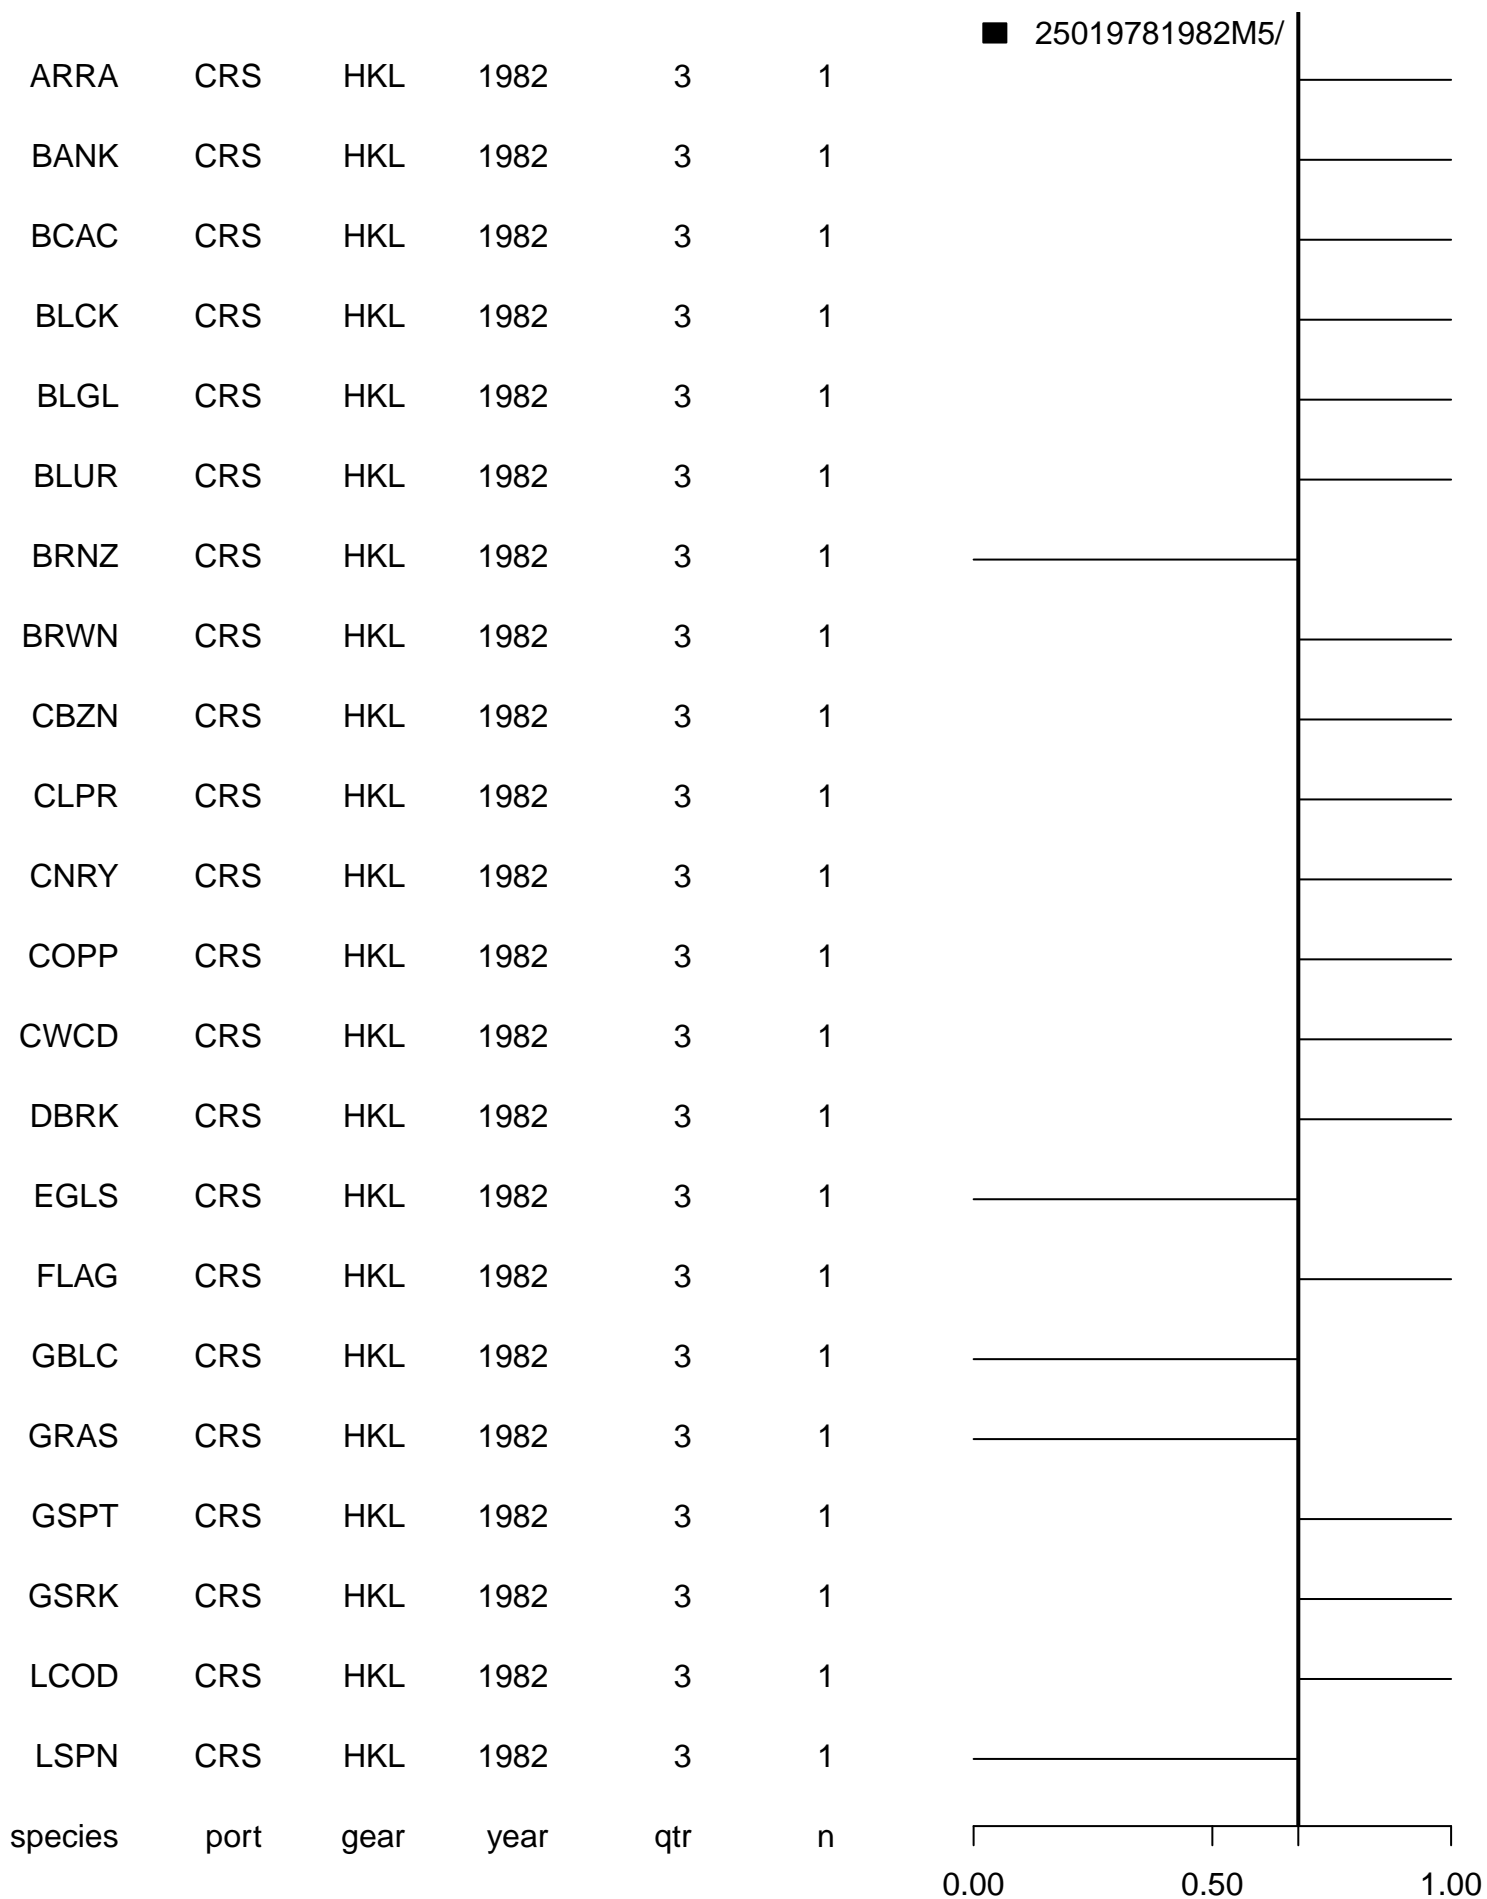 25019781982M5/
ARRA CRS HKL 1982 3 1
BANK CRS HKL 1982 3 1
BCAC CRS HKL 1982 3 1
BLCK CRS HKL 1982 3 1
BLGL CRS HKL 1982 3 1
BLUR CRS HKL 1982 3 1
BRNZ CRS HKL 1982 3 1
BRWN CRS HKL 1982 3 1
CBZN CRS HKL 1982 3 1
CLPR CRS HKL 1982 3 1
CNRY CRS HKL 1982 3 1
COPP CRS HKL 1982 3 1
CWCD CRS HKL 1982 3 1
DBRK CRS HKL 1982 3 1
EGLS CRS HKL 1982 3 1
FLAG CRS HKL 1982 3 1
GBLC CRS HKL 1982 3 1
GRAS CRS HKL 1982 3 1
GSPT CRS HKL 1982 3 1
GSRK CRS HKL 1982 3 1
LCOD CRS HKL 1982 3 1
LSPN CRS HKL 1982 3 1
species port gear year qtr n
0.00 0.50 1.00